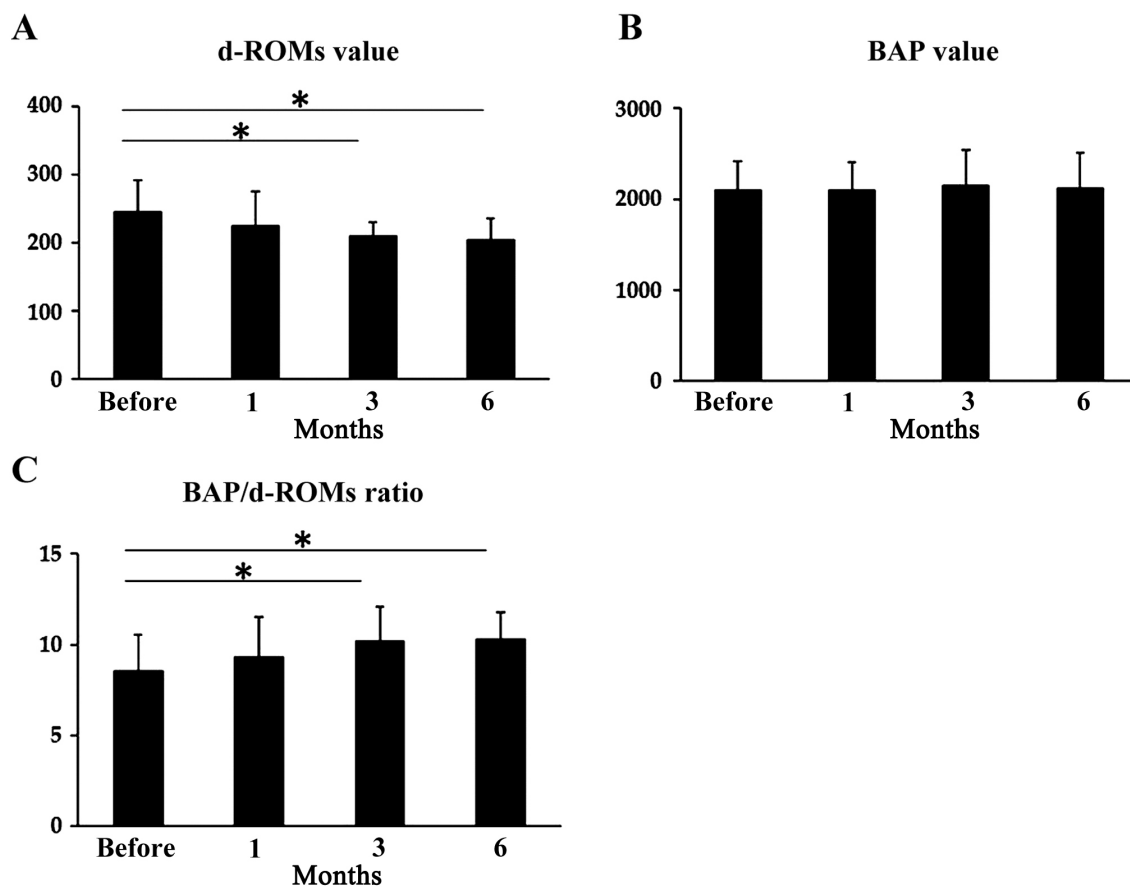 A
d-ROMs value
400
300
200
100
0
*
*
Before 1 3 6
Months
B
BAP value
3000
2000
1000
0
Before 1 3 6
Months
C
BAP/d-ROMs ratio
15
10
5
0
*
*
Before 1 3 6
Months